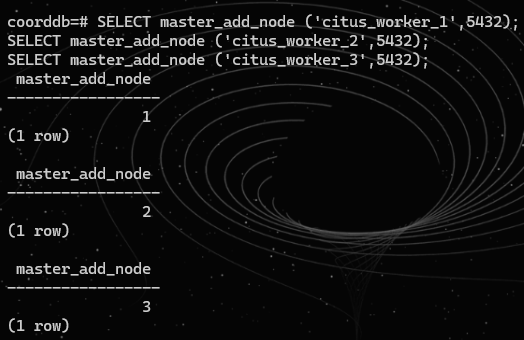 coorddb=# SELECT master_add_node ('citus_worker_1',5432);
SELECT master_add_node ('citus_worker_2',5432);
SELECT master_add_node ('citus_worker_3',5432);
master_add_node
-----------------
1
(1 row)
master_add_node
-----------------
2
(1 row)
master_add_node
-----------------
3
(1 row)